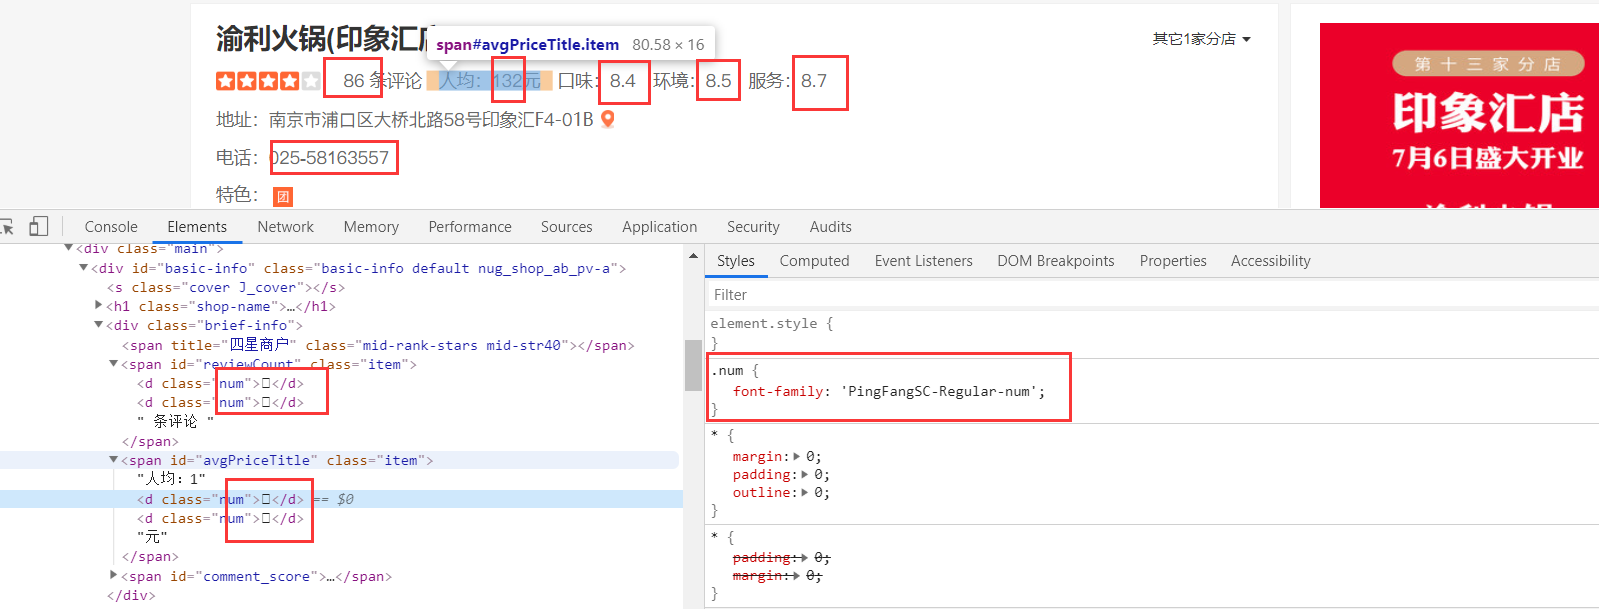 渝利火锅(印象汇店
span#avgPriceTitle.item 80.58 × 16
其它1家分店
86 条评论 人均：132元 口味：8.4 环境：8.5 服务：8.7
地址：南京市浦口区大桥北路58号印象汇F4-01B
电话：025-58163557
特色：团
第十三家分店
印象汇店
7月6日盛大开业
渝利火锅
Console Elements Network Memory Performance Sources Application Security Audits
<div class="main">
<div id="basic-info" class="basic-info default nug_shop_ab_pv-a">
<s class="cover J_cover"></s>
<h1 class="shop-name">…</h1>
<div class="brief-info">
<span title="四星商户" class="mid-rank-stars mid-str40"></span>
<span id="reviewCount" class="item">
<d class="num">□</d>
<d class="num">□</d>
" 条评论 "
</span>
<span id="avgPriceTitle" class="item">
"人均：1"
<d class="num">□</d> == $0
<d class="num">□</d>
"元"
</span>
<span id="comment_score">…</span>
</div>
Styles Computed Event Listeners DOM Breakpoints Properties Accessibility
Filter
element.style {
}
.num {
font-family: 'PingFangSC-Regular-num';
}
* {
margin: 0;
padding: 0;
outline: 0;
}
* {
padding: 0;
margin: 0;
}